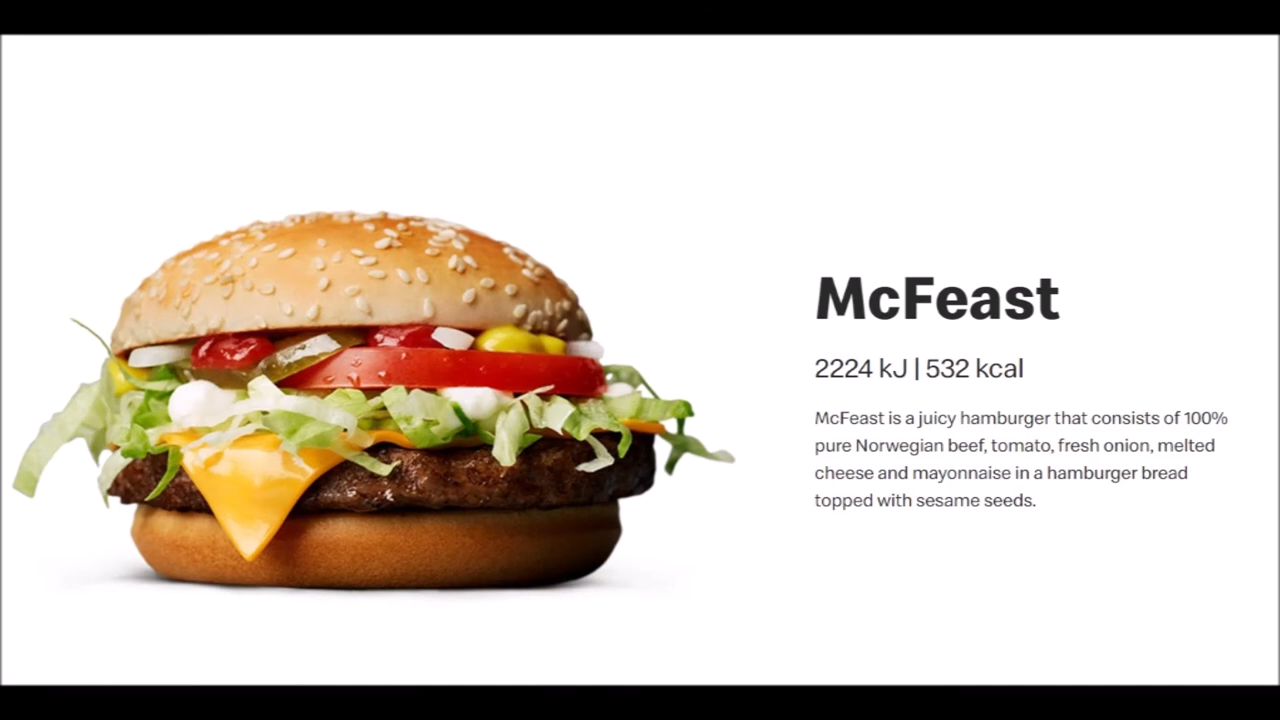 McFeast
2224 kJ | 532 kcal
McFeast is a juicy hamburger that consists of 100%
pure Norwegian beef, tomato, fresh onion, melted
cheese and mayonnaise in a hamburger bread
topped with sesame seeds.